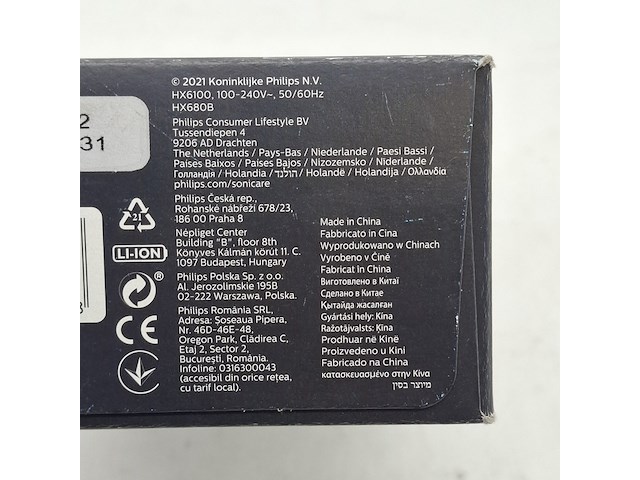 © 2021 Koninklijke Philips N.V.
HX6100, 100-240V~, 50/60Hz
HX680B
Philips Consumer Lifestyle BV
Tussendiepen 4
9206 AD Drachten
The Netherlands / Pays-Bas / Niederlande / Paesi Bassi /
Países Baixos / Países Bajos / Nizozemsko / Niderlande /
Голландія / Holandia / הולנד / Holandë / Holandija / Ολλανδία
philips.com/sonicare
Philips Česká rep.,
Rohanské nábřeží 678/23,
186 00 Praha 8
Népliget Center
Building "B", floor 8th
Könyves Kálmán körút 11. C.
1097 Budapest, Hungary
Philips Polska Sp. z o.o.
Al. Jerozolimskie 195B
02-222 Warszawa, Polska.
Philips România SRL,
Adresa: Șoseaua Pipera,
Nr. 46D-46E-48,
Oregon Park, Clădirea C,
Etaj 2, Sector 2,
București, România.
Infoline: 0316300043
(accesibil din orice rețea,
cu tarif local).
Made in China
Fabbricato in Cina
Wyprodukowano w Chinach
Vyrobeno v Číně
Fabricat în China
Виготовлено в Китаї
Сделано в Китае
Қытайда жасалған
Gyártási hely: Kína
Ražotājvalsts: Ķīna
Prodhuar në Kinë
Proizvedeno u Kini
Fabricado na China
κατασκευασμένο στην Κίνα
מיוצר בסין
2
31
21
LI-ION
®
CE
8